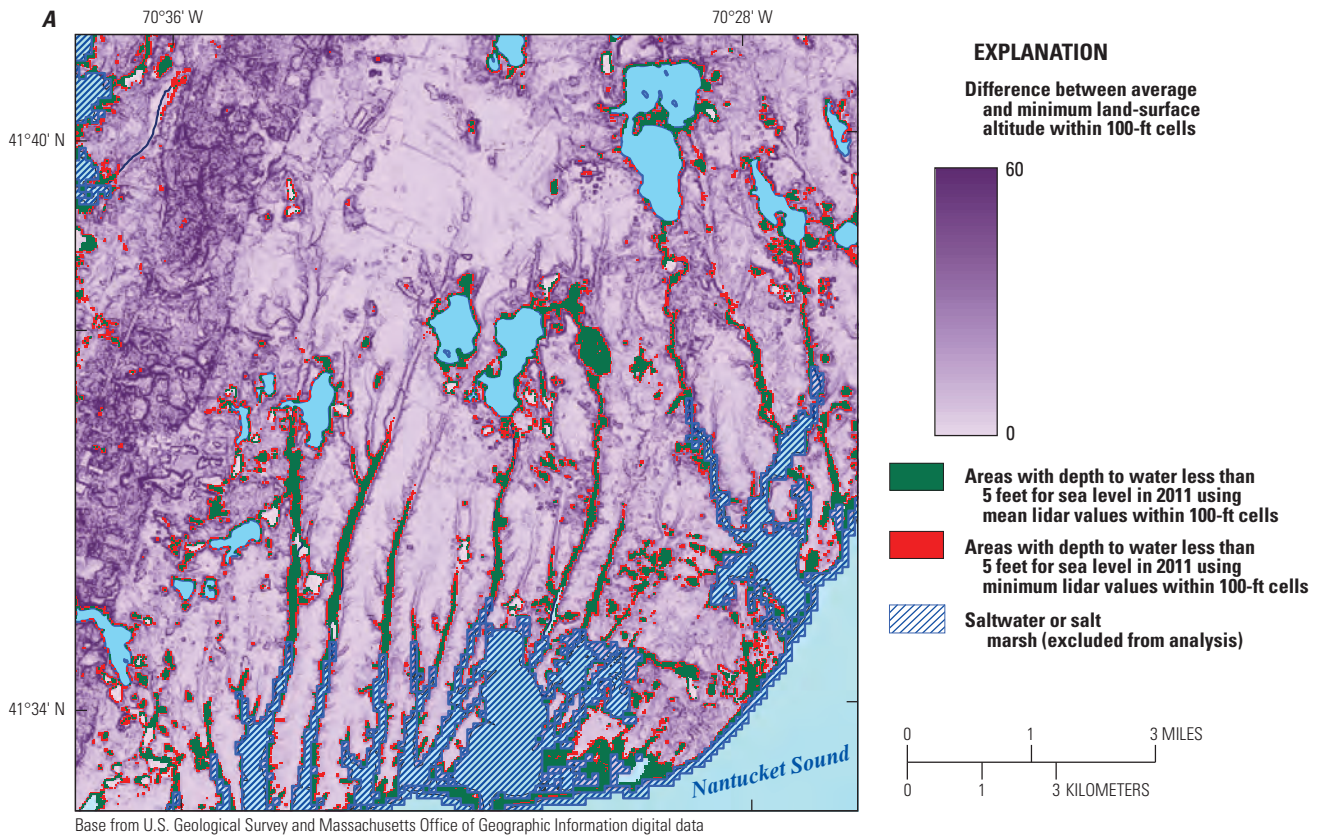 A
70°36' W
70°28' W
41°40' N
41°34' N
Nantucket Sound
Base from U.S. Geological Survey and Massachusetts Office of Geographic Information digital data
EXPLANATION
Difference between average
and minimum land-surface
altitude within 100-ft cells
60
0
Areas with depth to water less than
5 feet for sea level in 2011 using
mean lidar values within 100-ft cells
Areas with depth to water less than
5 feet for sea level in 2011 using
minimum lidar values within 100-ft cells
Saltwater or salt
marsh (excluded from analysis)
0 1 3 MILES
0 1 3 KILOMETERS